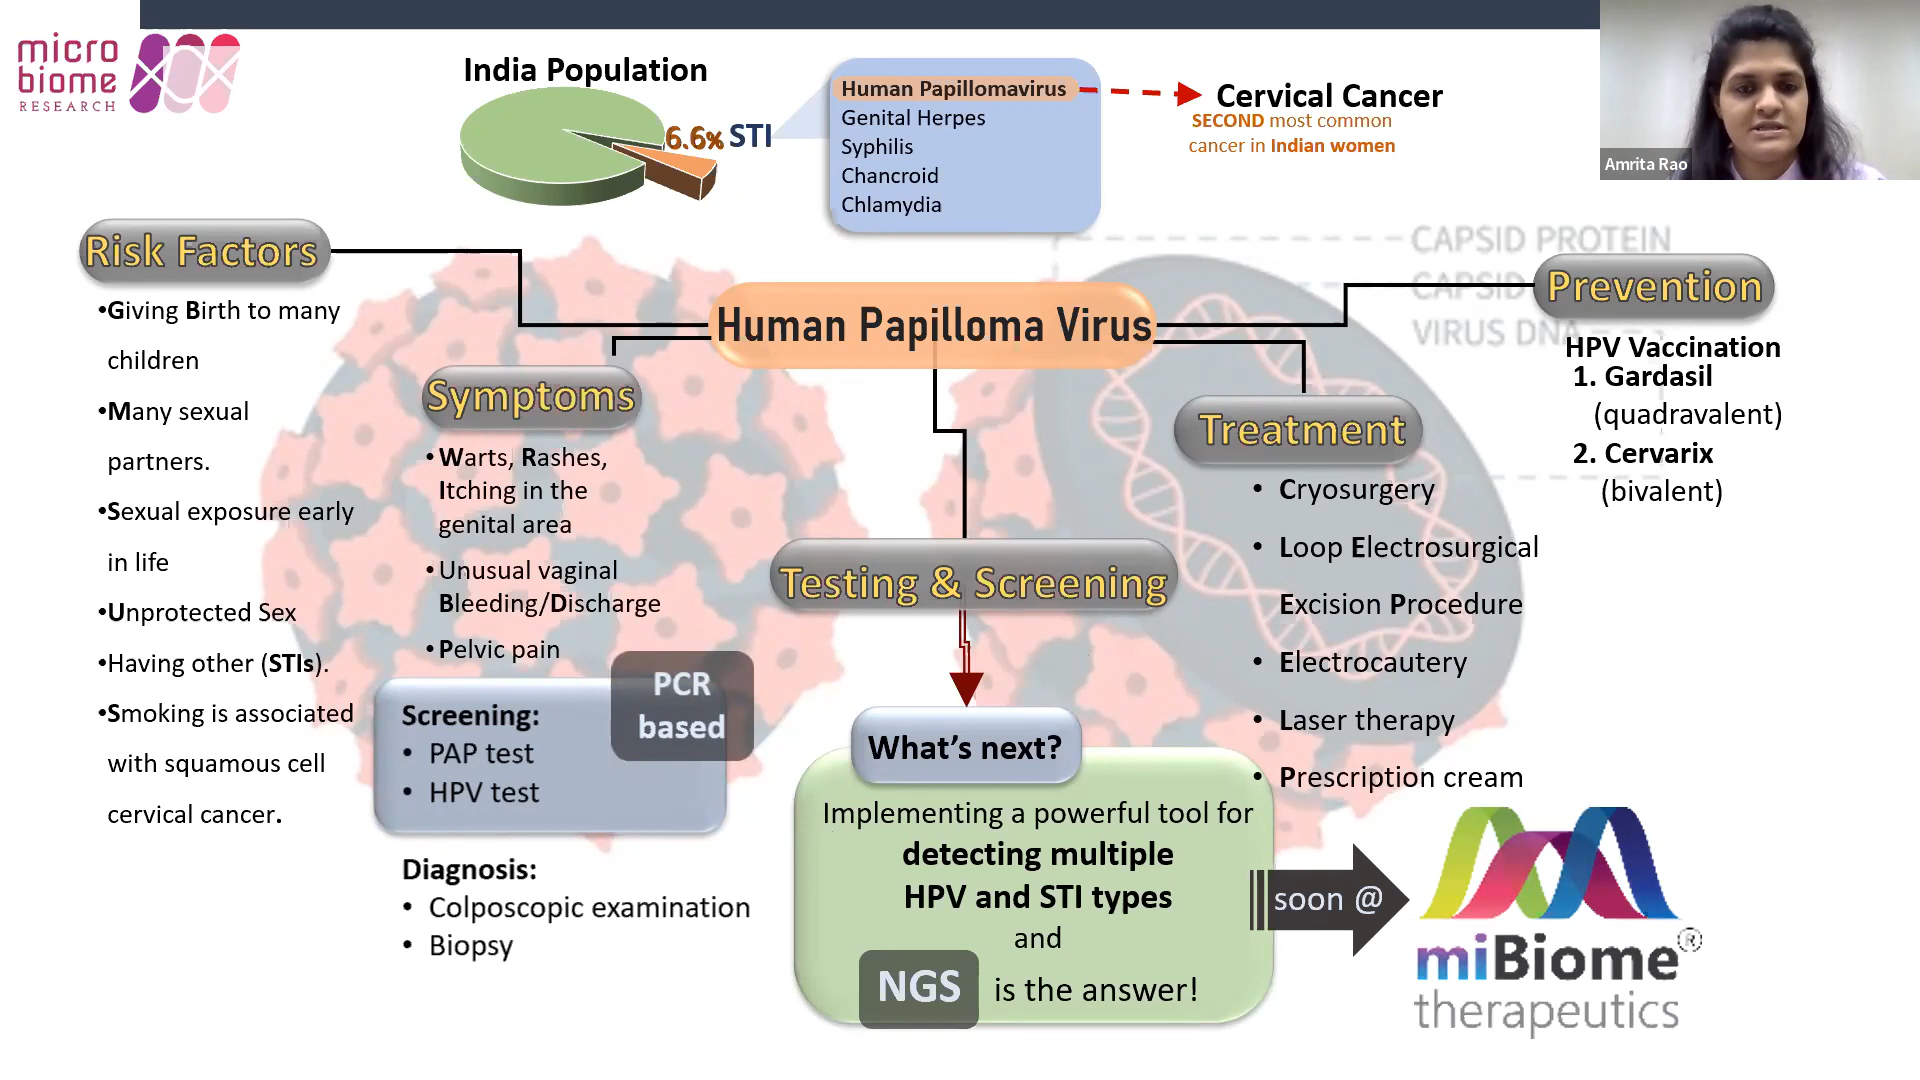 micro
biome
RESEARCH
India Population
6.6% STI
Human Papillomavirus
Genital Herpes
Syphilis
Chancroid
Chlamydia
Cervical Cancer
SECOND most common
cancer in Indian women
Amrita Rao
Risk Factors
•Giving Birth to many
children
•Many sexual
partners.
•Sexual exposure early
in life
•Unprotected Sex
•Having other (STIs).
•Smoking is associated
with squamous cell
cervical cancer.
Human Papilloma Virus
Symptoms
•Warts, Rashes,
Itching in the
genital area
•Unusual vaginal
Bleeding/Discharge
•Pelvic pain
PCR
based
Screening:
• PAP test
• HPV test
Diagnosis:
• Colposcopic examination
• Biopsy
Testing & Screening
What's next?
Implementing a powerful tool for
detecting multiple
HPV and STI types
and
NGS is the answer!
CAPSID PROTEIN
CAPSID
VIRUS DNA
Treatment
• Cryosurgery
• Loop Electrosurgical
Excision Procedure
• Electrocautery
• Laser therapy
• Prescription cream
Prevention
HPV Vaccination
1. Gardasil
(quadravalent)
2. Cervarix
(bivalent)
soon @
miBiome®
therapeutics